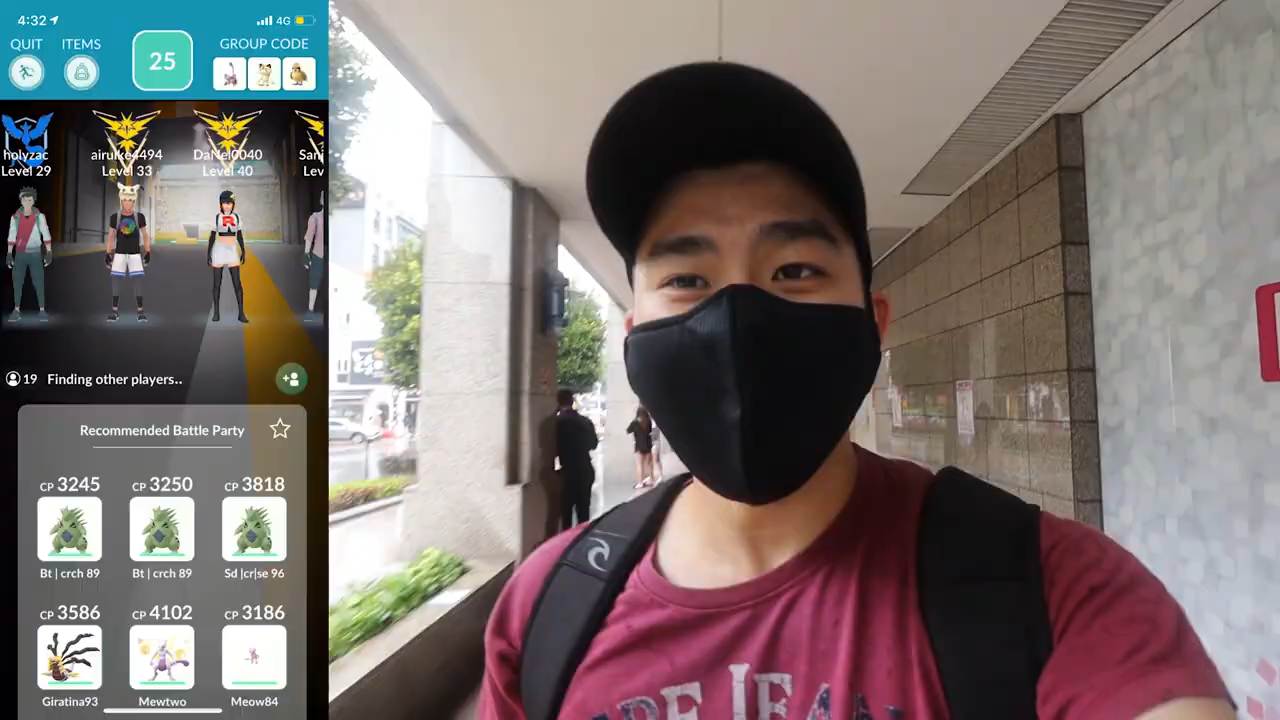 4:32
4G
QUIT
ITEMS
25
GROUP CODE
holyzac
Level 29
airuike4494
Level 33
DaNel0040
Level 40
19 Finding other players..
Recommended Battle Party
CP 3245
CP 3250
CP 3818
Bt | crch 89
Bt | crch 89
Sd |cr|se 96
CP 3586
CP 4102
CP 3186
Giratina93
Mewtwo
Meow84